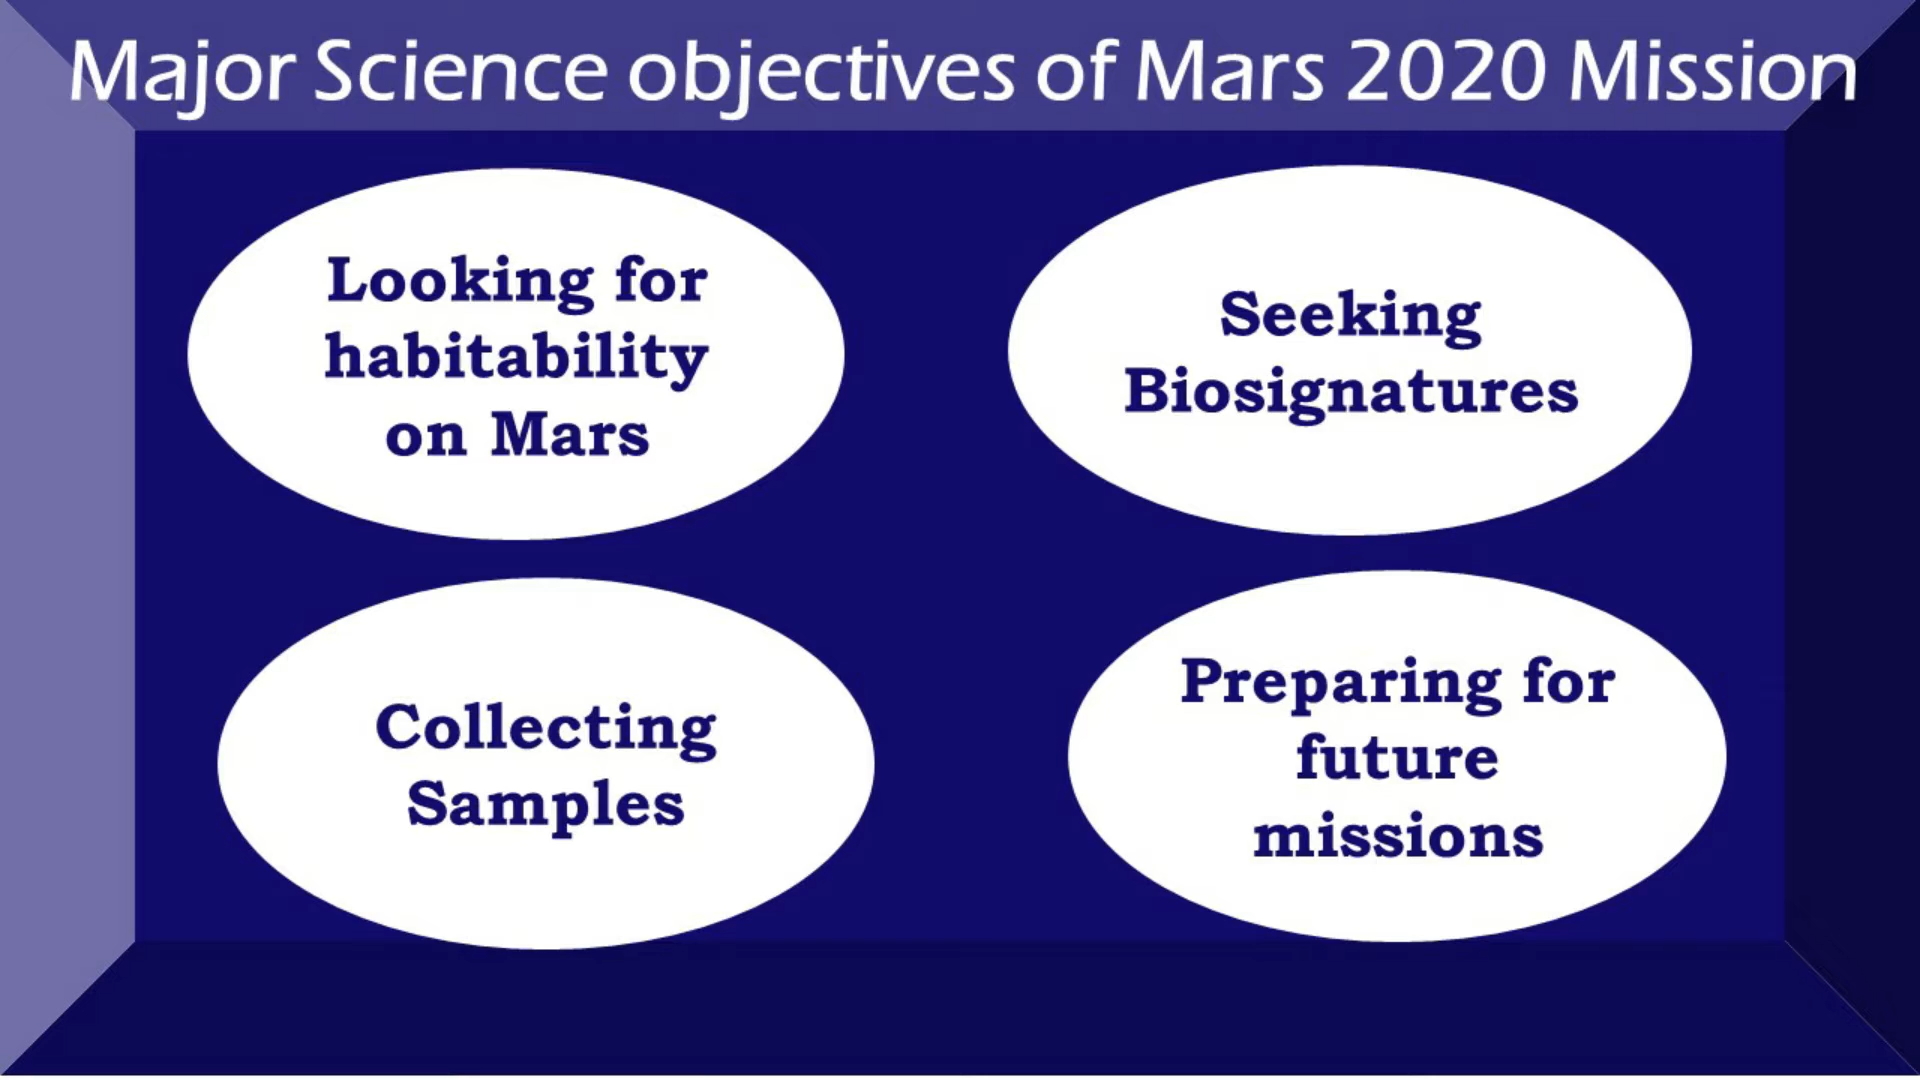 Major Science objectives of Mars 2020 Mission
Looking for
habitability
on Mars
Seeking
Biosignatures
Collecting
Samples
Preparing for
future
missions